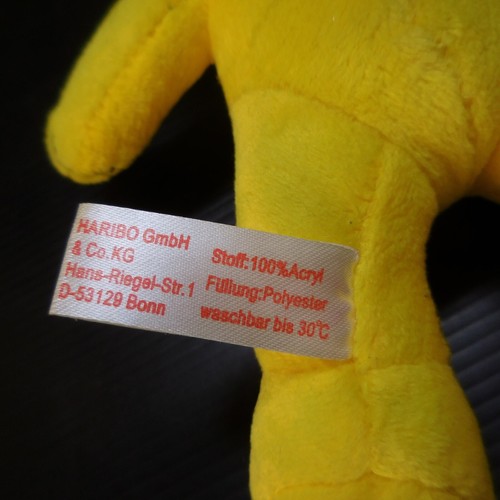 HARIBO GmbH
& Co.KG
Hans-Riegel-Str.1
D-53129 Bonn
Stoff:100%Acryl
Füllung:Polyester
waschbar bis 30℃